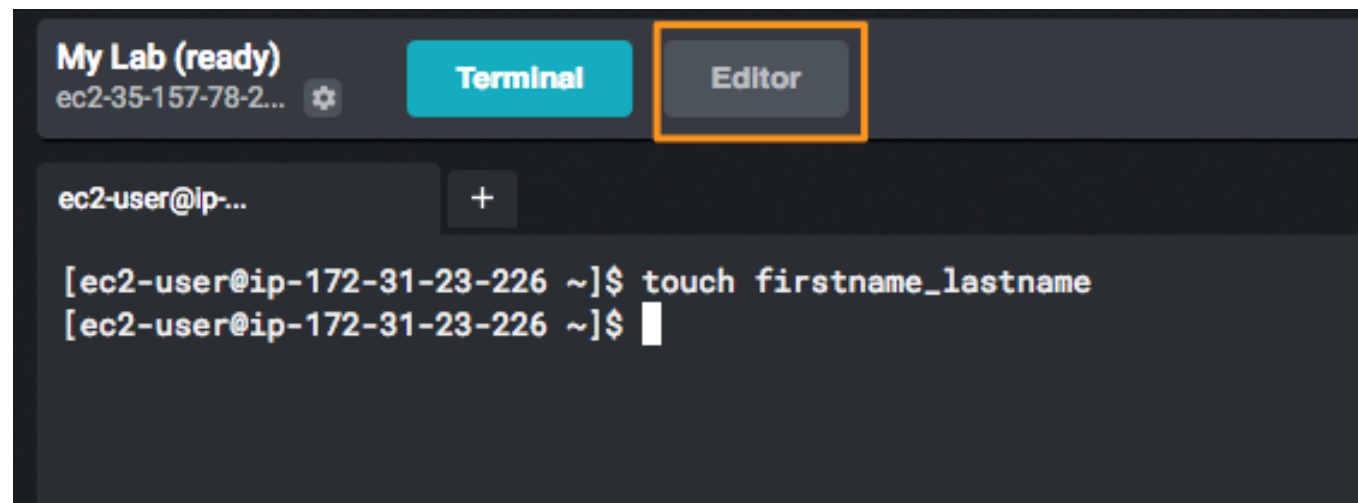 My Lab (ready)
ec2-35-157-78-2...
Terminal
Editor
ec2-user@ip-...
+
[ec2-user@ip-172-31-23-226 ~]$ touch firstname_lastname
[ec2-user@ip-172-31-23-226 ~]$